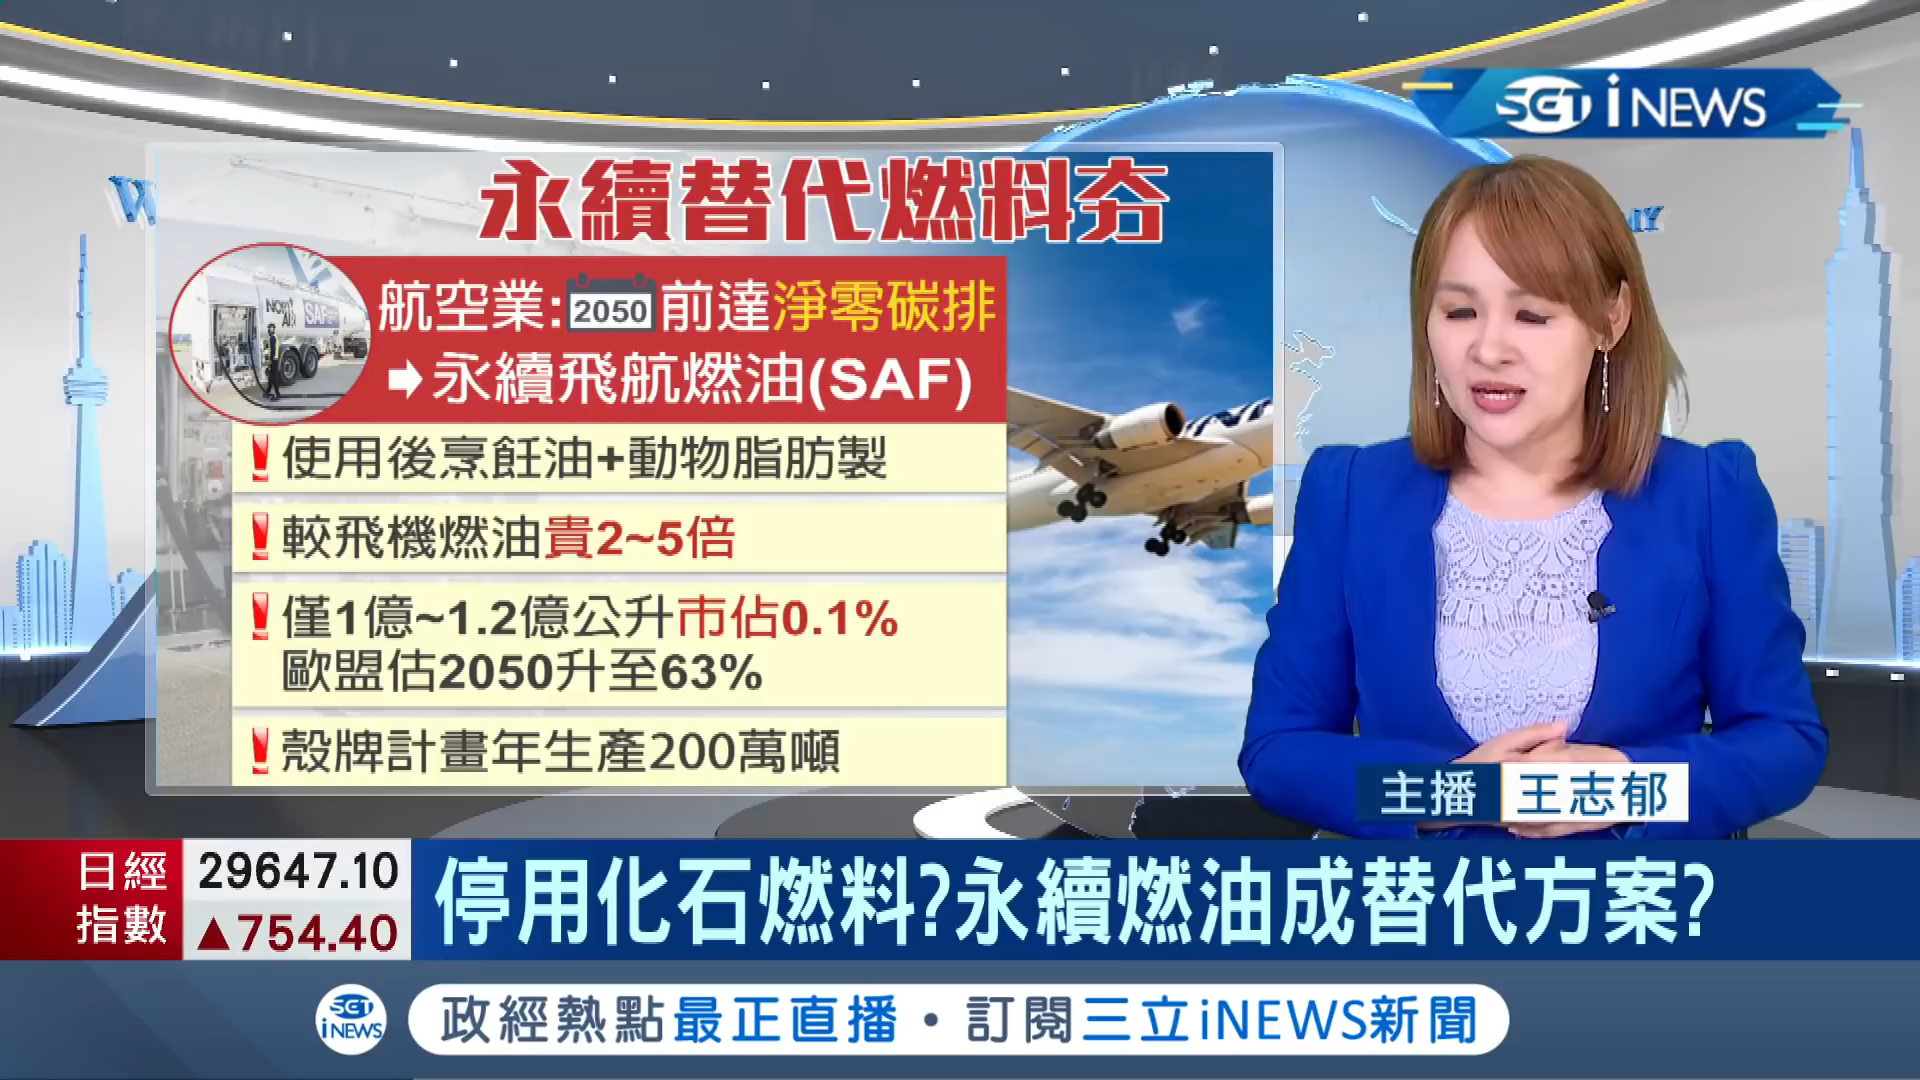 SET iNEWS
永續替代燃料夯
航空業:2050前達淨零碳排
➡永續飛航燃油(SAF)
使用後烹飪油+動物脂肪製
較飛機燃油貴2~5倍
僅1億~1.2億公升市佔0.1%
歐盟估2050升至63%
殼牌計畫年生產200萬噸
SAF
主播 王志郁
日經
指數
29647.10
▲754.40
停用化石燃料?永續燃油成替代方案?
SET
iNEWS
政經熱點最正直播・訂閱三立iNEWS新聞